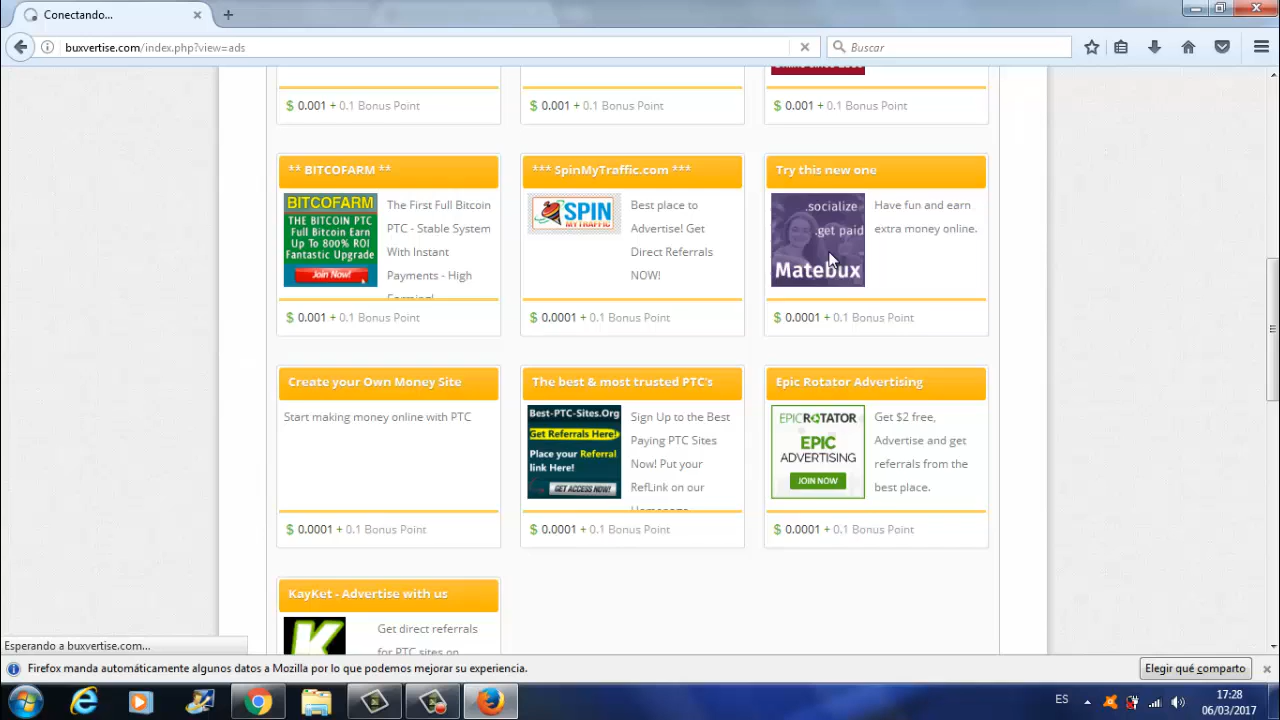 Conectando...
buxvertise.com/index.php?view=ads
Buscar
$ 0.001 + 0.1 Bonus Point
$ 0.001 + 0.1 Bonus Point
$ 0.001 + 0.1 Bonus Point
** BITCOFARM **
BITCOFARM
THE BITCOIN PTC
Full Bitcoin Earn
Up To 800% ROI
Fantastic Upgrade
Join Now!
The First Full Bitcoin
PTC - Stable System
With Instant
Payments - High
$ 0.001 + 0.1 Bonus Point
*** SpinMyTraffic.com ***
SPIN
MYTRAFFIC
Best place to
Advertise! Get
Direct Referrals
NOW!
$ 0.0001 + 0.1 Bonus Point
Try this new one
.socialize
.get paid
Matebux
Have fun and earn
extra money online.
$ 0.0001 + 0.1 Bonus Point
Create your Own Money Site
Start making money online with PTC
$ 0.0001 + 0.1 Bonus Point
The best & most trusted PTC's
Best-PTC-Sites.Org
Get Referrals Here!
Place your Referral
link Here!
GET ACCESS NOW!
Sign Up to the Best
Paying PTC Sites
Now! Put your
RefLink on our
Homepage
$ 0.0001 + 0.1 Bonus Point
Epic Rotator Advertising
EPICROTATOR
EPIC
ADVERTISING
JOIN NOW
Get $2 free,
Advertise and get
referrals from the
best place.
$ 0.0001 + 0.1 Bonus Point
KayKet - Advertise with us
K
Get direct referrals
for PTC sites on
Esperando a buxvertise.com...
Firefox manda automáticamente algunos datos a Mozilla por lo que podemos mejorar su experiencia.
Elegir qué comparto
ES
17:28
06/03/2017